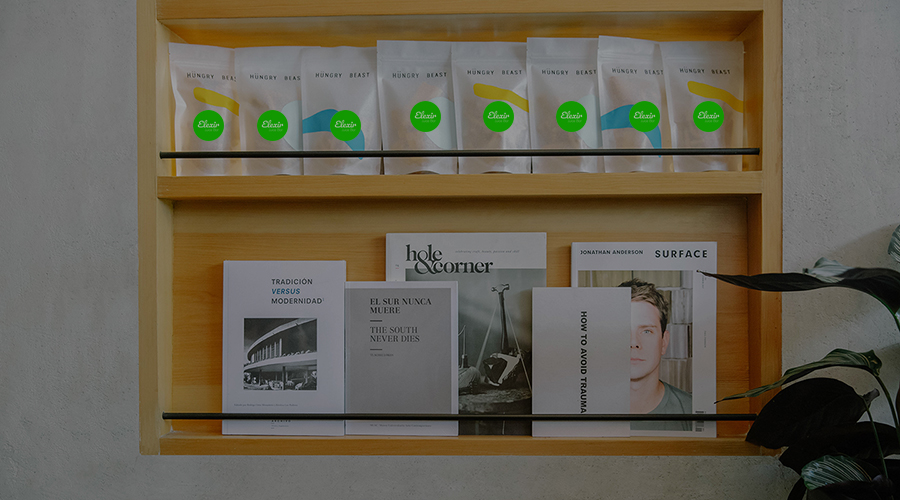 HUNGRY BEAST
HUNGRY BEAST
HUNGRY BEAST
HUNGRY BEAST
HUNGRY BEAST
HUNGRY BEAST
HUNGRY BEAST
HUNGRY BEAST
Elexir
Elexir
Elexir
Elexir
Elexir
Elexir
Elexir
Elexir
TRADICIÓN
VERSUS
MODERNIDAD
EL SUR NUNCA
MUERE
THE SOUTH
NEVER DIES
hole
&corner
HOW TO AVOID TRAUMA
JONATHAN ANDERSON
SURFACE